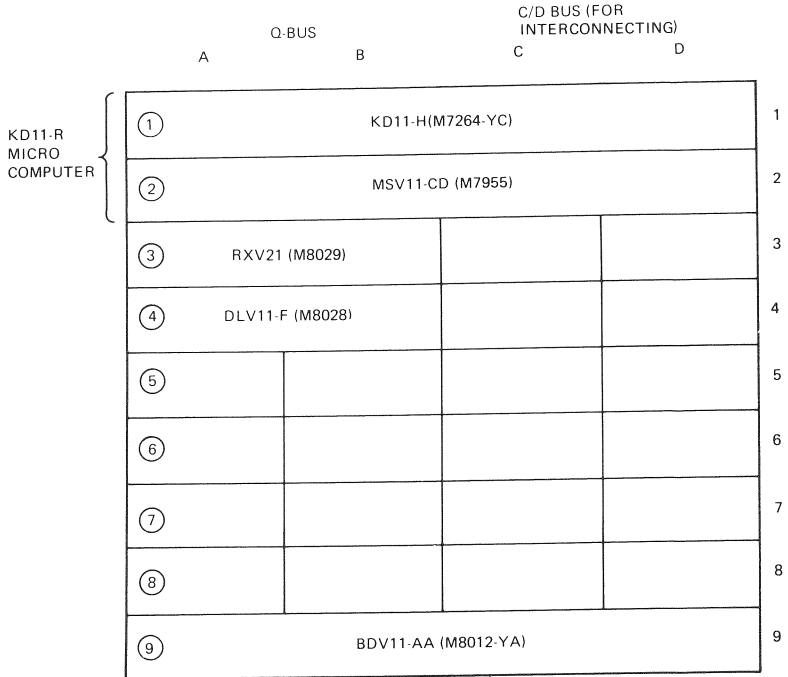 C/D BUS (FOR
INTERCONNECTING)
Q-BUS
A B C D
KD11-R
MICRO
COMPUTER
1 KD11-H(M7264-YC) 1
2 MSV11-CD (M7955) 2
3 RXV21 (M8029) 3
4 DLV11-F (M8028) 4
5 5
6 6
7 7
8 8
9 BDV11-AA (M8012-YA) 9